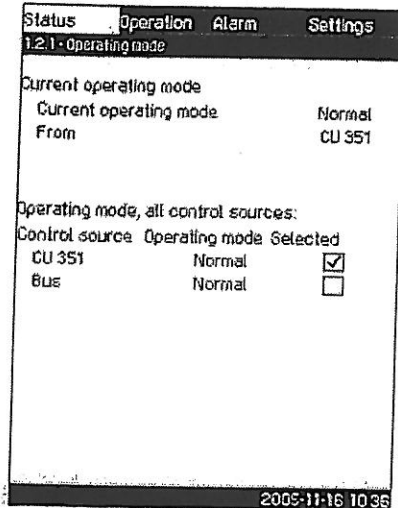 Status Operation Alarm Settings
1.2.1 - Operating mode
Current operating mode
Current operating mode Normal
From CU 351
Operating mode, all control sources:
Control source Operating mode Selected
CU 351 Normal
Bus Normal
2005-11-16 10:36